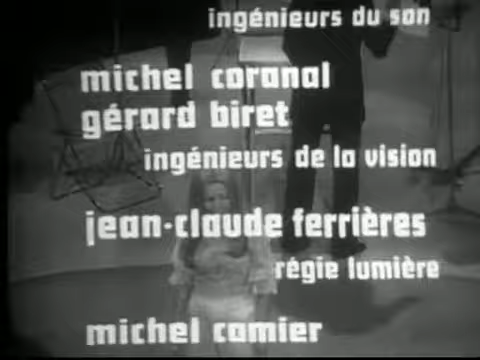 ingénieurs du son
michel coranal
gérard biret
ingénieurs de la vision
jean-claude ferrières
régie lumière
michel camier